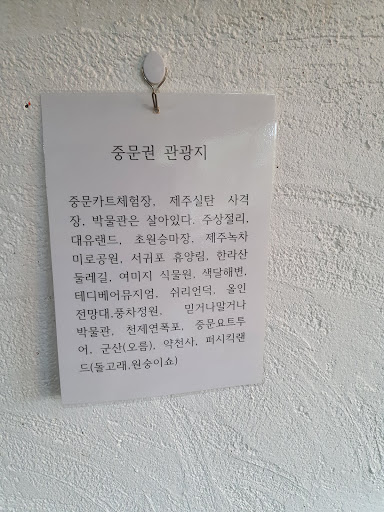 중문권 관광지
중문카트체험장, 제주실탄 사격
장, 박물관은 살아있다. 주상절리,
대유랜드, 초원승마장, 제주녹차
미로공원, 서귀포 휴양림, 한라산
둘레길, 여미지 식물원, 색달해변,
테디베어뮤지엄, 쉬리언덕, 올인
전망대,풍차정원. 믿거나말거나
박물관, 천제연폭포, 중문요트투
어, 군산(오름), 약천사, 퍼시픽랜
드(돌고래,원숭이쇼)